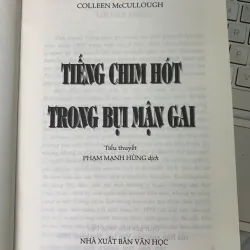 COLLEEN McCULLOUGH
TIẾNG CHIM HÓT
TRONG BỤI MẬN GAI
Tiểu thuyết
PHẠM MẠNH HÙNG dịch
NHÀ XUẤT BẢN VĂN HỌC